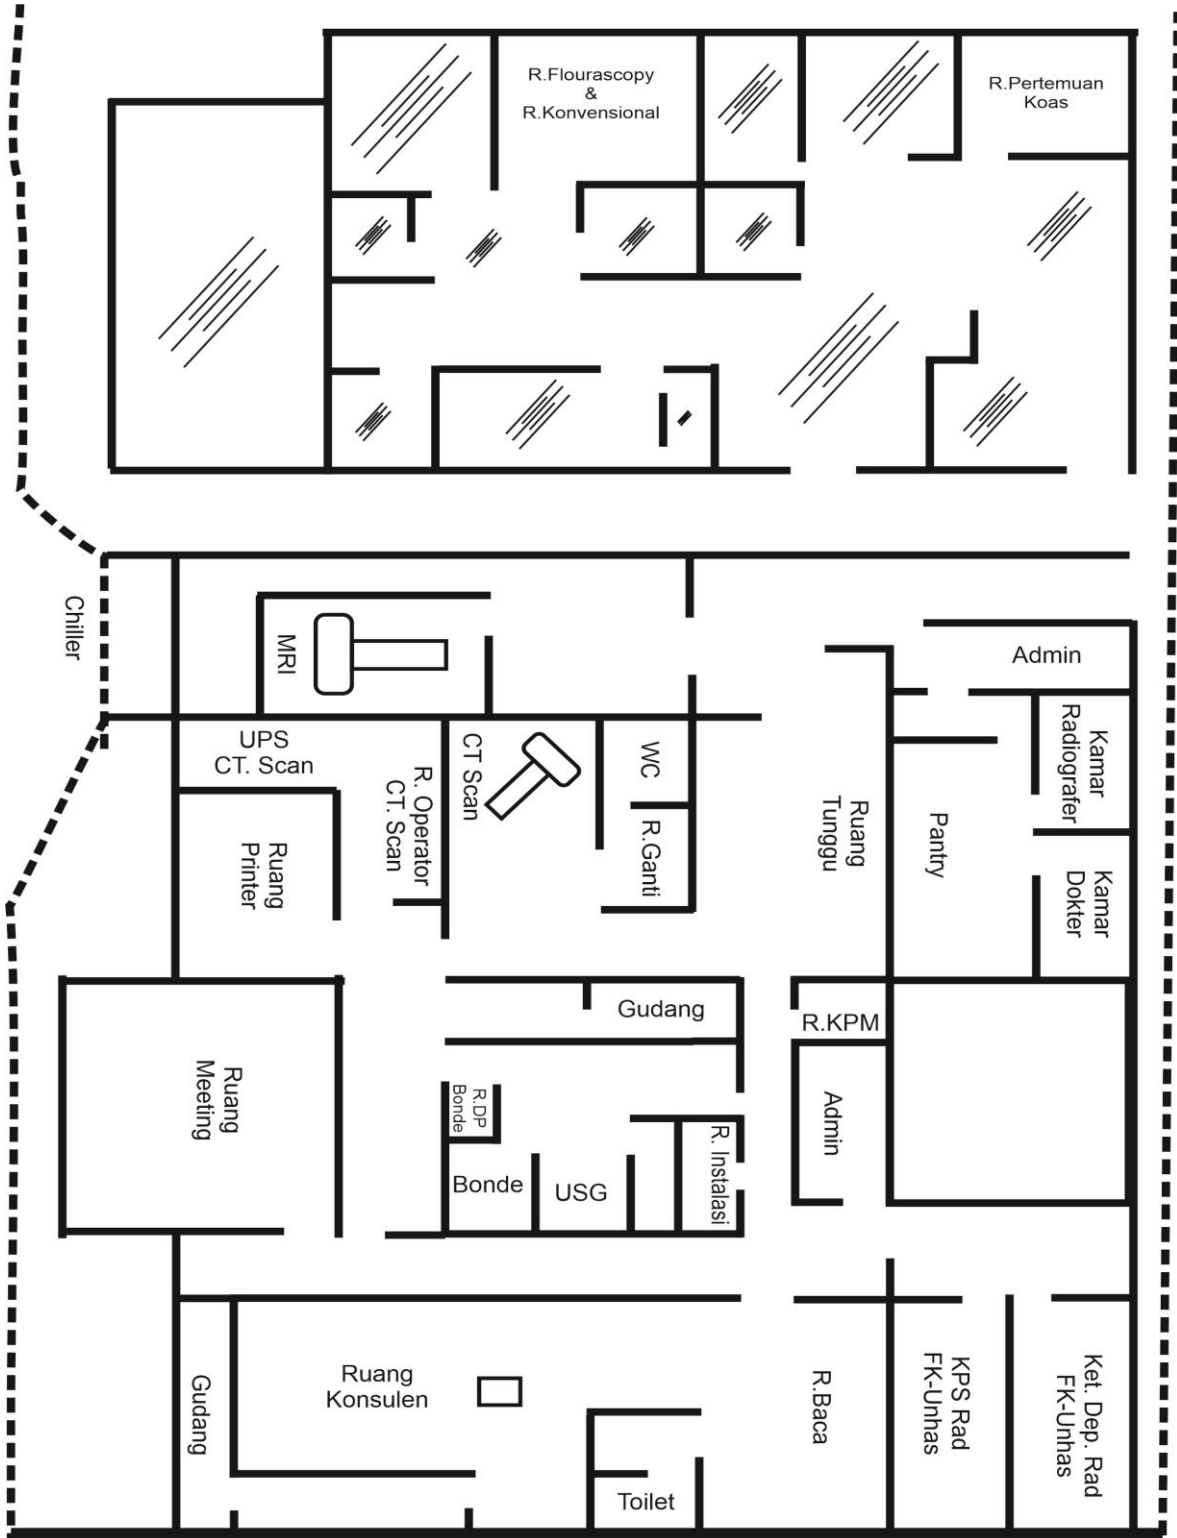 R.Flourascopy
&
R.Konvensional
R.Pertemuan
Koas
Chiller
MRI
Admin
UPS
CT. Scan
R. Operator
CT. Scan
CT Scan
WC
R.Ganti
Ruang
Printer
Ruang
Tunggu
Pantry
Kamar
Radiografer
Kamar
Dokter
Gudang
R.KPM
Ruang
Meeting
R.DP
Bonde
Bonde
USG
R. Instalasi
Admin
Gudang
Ruang
Konsulen
Toilet
R.Baca
KPS Rad
FK-Unhas
Ket. Dep. Rad
FK-Unhas